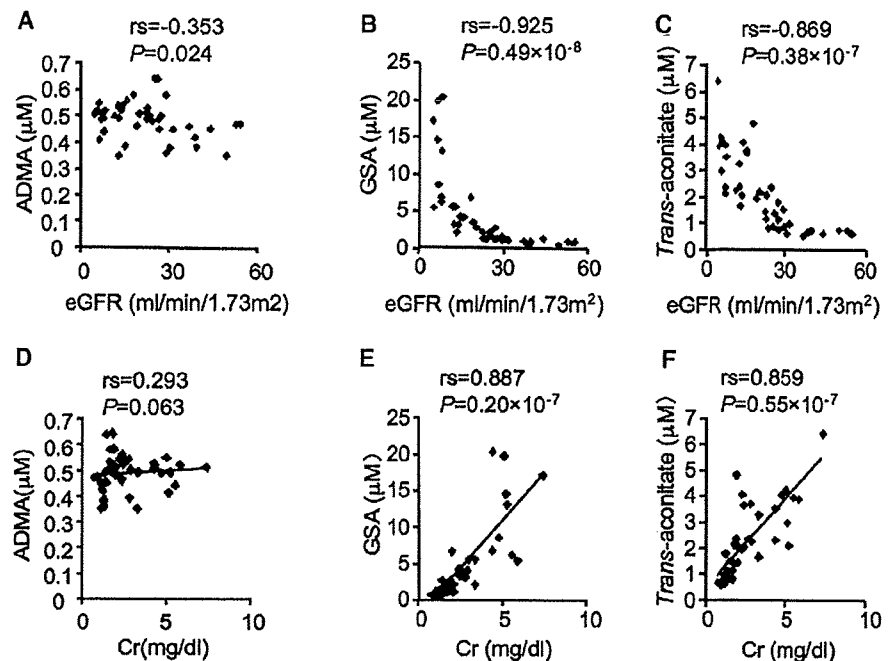 A
rs=-0.353
P=0.024
ADMA (μM)
0.7
0.6
0.5
0.4
0.3
0.2
0.1
0
0 20 40 60
eGFR (ml/min/1.73m2)
B
rs=-0.925
P=0.49×10-8
GSA (μM)
25
20
15
10
5
0
0 20 40 60
eGFR (ml/min/1.73m²)
C
rs=-0.869
P=0.38×10-7
Trans-aconitate (μM)
7
6
5
4
3
2
1
0
0 30 60
eGFR (ml/min/1.73m²)
D
rs=0.293
P=0.063
ADMA(μM)
0.7
0.6
0.5
0.4
0.3
0.2
0.1
0
0 2 4 6 8 10
Cr(mg/dl)
E
rs=0.887
P=0.20×10-7
GSA (μM)
25
20
15
10
5
0
0 2 4 6 8 10
Cr (mg/dl)
F
rs=0.859
P=0.55×10-7
Trans-aconitate (μM)
7
6
5
4
3
2
1
0
0 5 10
Cr (mg/dl)